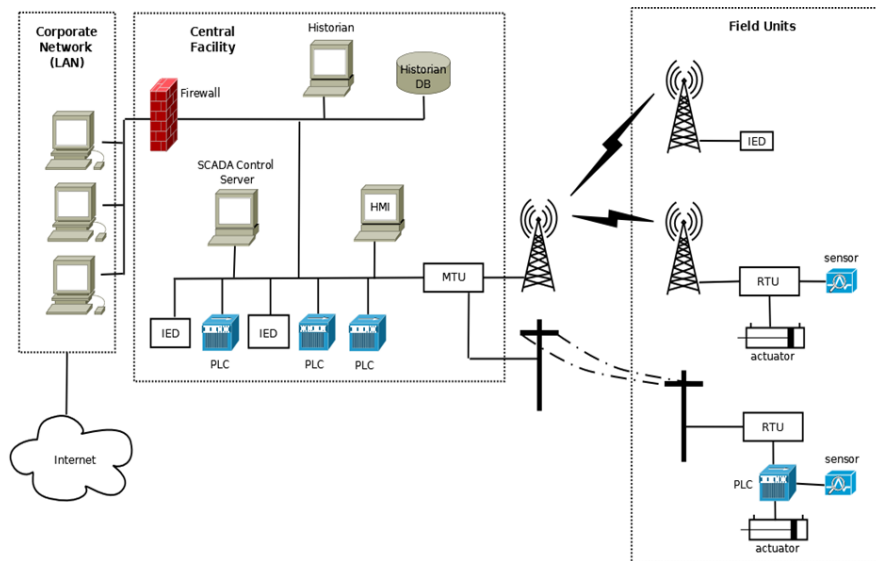 Corporate
Network
(LAN)
Central
Facility
Historian
Historian
DB
Firewall
SCADA Control
Server
HMI
MTU
IED
PLC
IED
PLC
PLC
Internet
Field Units
IED
RTU
sensor
actuator
RTU
PLC
sensor
actuator